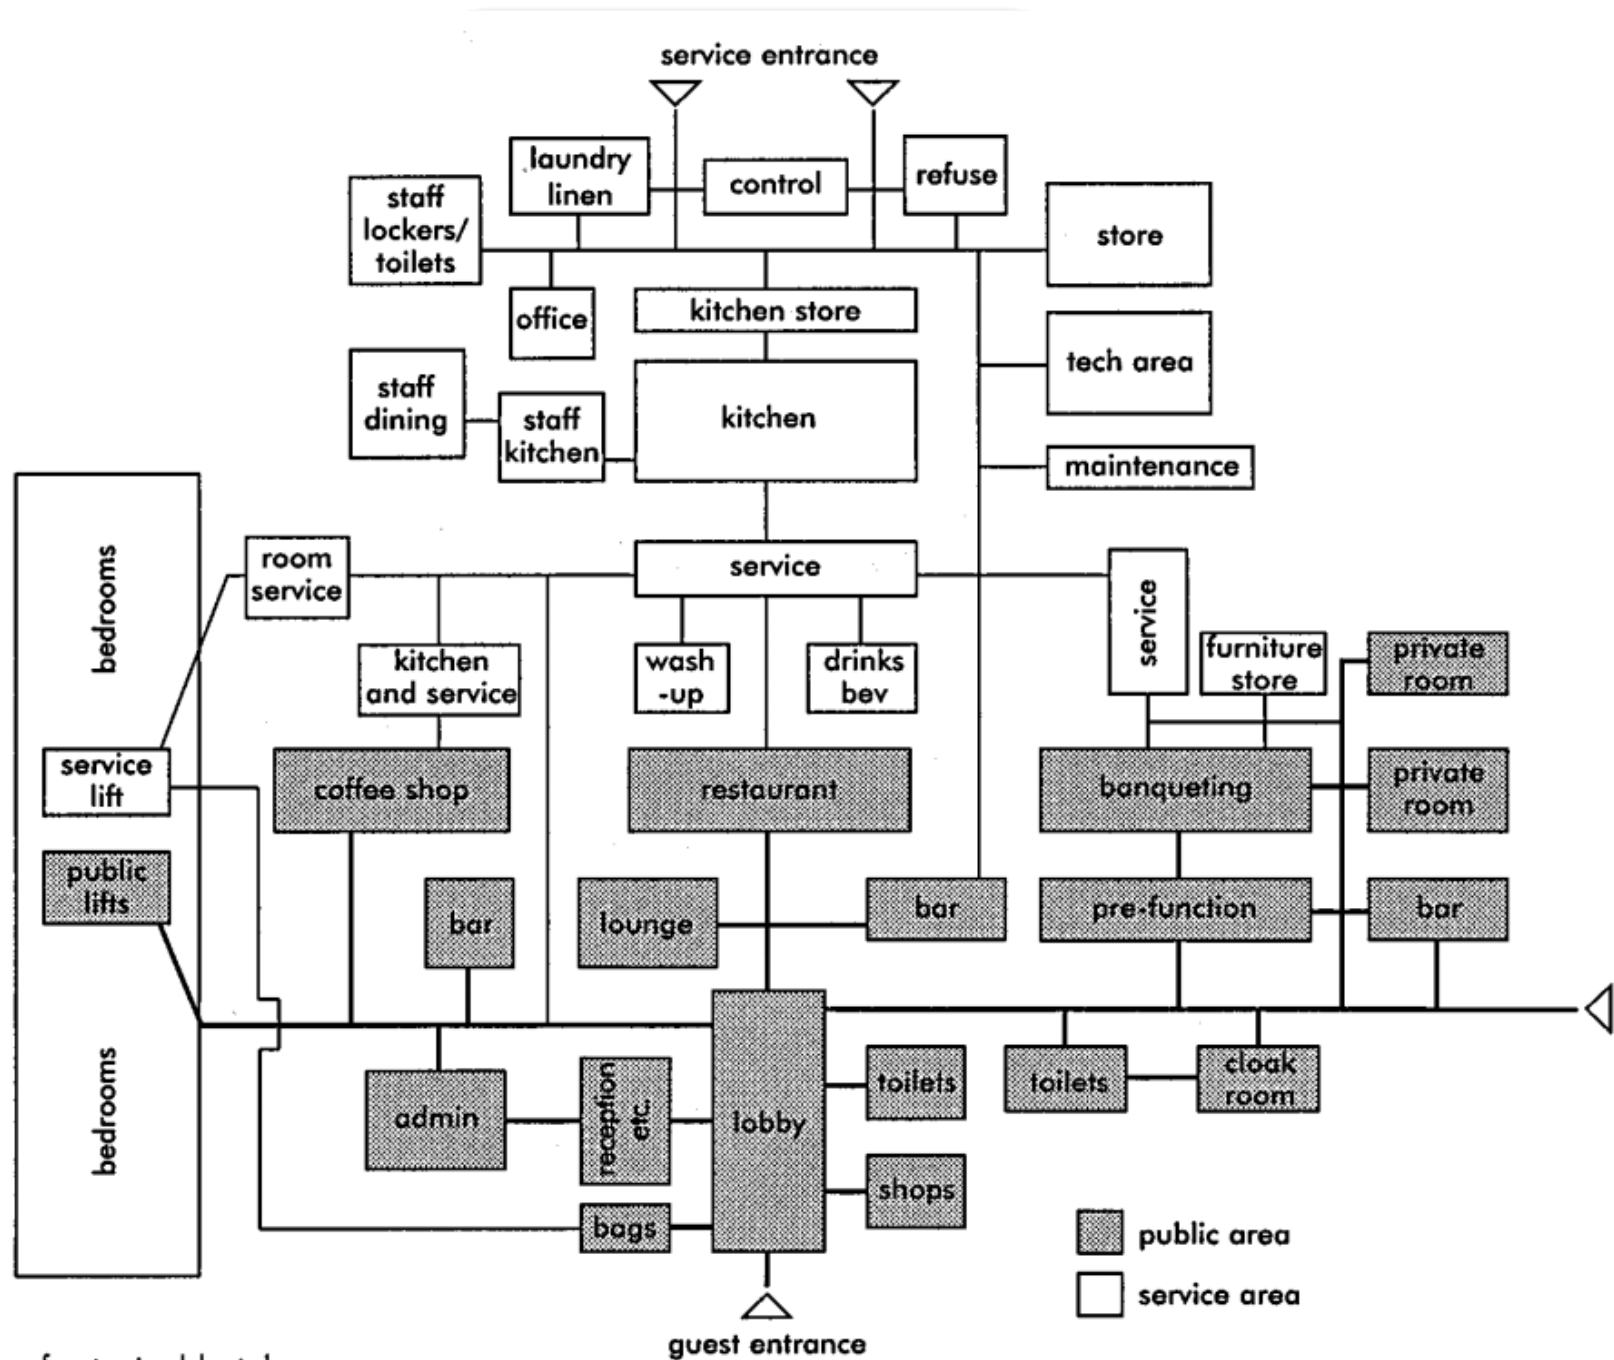 service entrance
laundry
linen
control
refuse
staff
lockers/
toilets
store
office
kitchen store
tech area
staff
dining
staff
kitchen
kitchen
maintenance
bedrooms
room
service
service
service
kitchen
and service
wash
-up
drinks
bev
furniture
store
private
room
service
lift
coffee shop
restaurant
banqueting
private
room
public
lifts
bar
lounge
bar
pre-function
bar
bedrooms
admin
reception
etc.
lobby
toilets
toilets
cloak
room
shops
bags
public area
service area
guest entrance